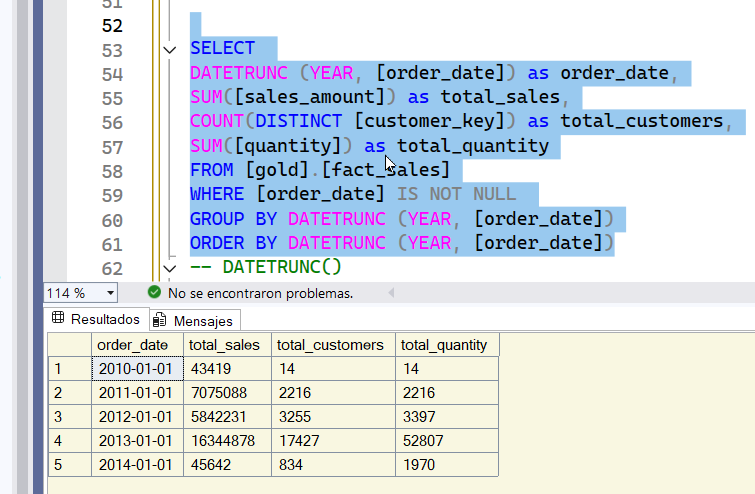 51
52
53 SELECT
54 DATETRUNC (YEAR, [order_date]) as order_date,
55 SUM([sales_amount]) as total_sales,
56 COUNT(DISTINCT [customer_key]) as total_customers,
57 SUM([quantity]) as total_quantity
58 FROM [gold].[fact_sales]
59 WHERE [order_date] IS NOT NULL
60 GROUP BY DATETRUNC (YEAR, [order_date])
61 ORDER BY DATETRUNC (YEAR, [order_date])
62 -- DATETRUNC()
114 % No se encontraron problemas.
Resultados Mensajes
order_date total_sales total_customers total_quantity
1 2010-01-01 43419 14 14
2 2011-01-01 7075088 2216 2216
3 2012-01-01 5842231 3255 3397
4 2013-01-01 16344878 17427 52807
5 2014-01-01 45642 834 1970